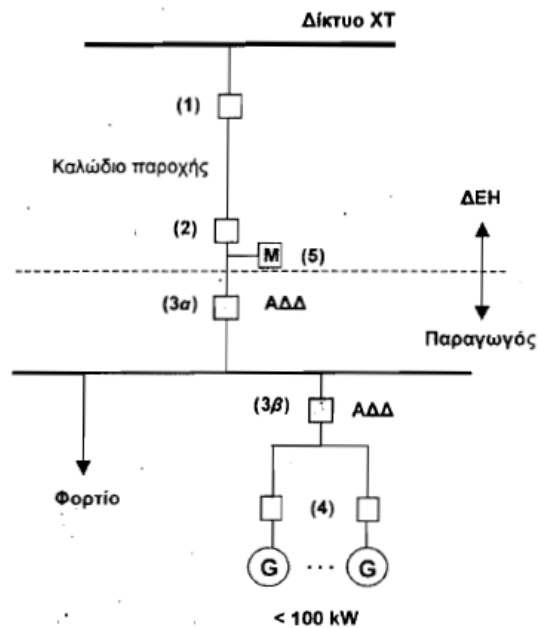 Δίκτυο ΧΤ
(1)
Καλώδιο παροχής
ΔΕΗ
(2)
M (5)
(3α) ΑΔΔ
Παραγωγός
(3β) ΑΔΔ
Φορτίο
(4)
G ... G
< 100 kW